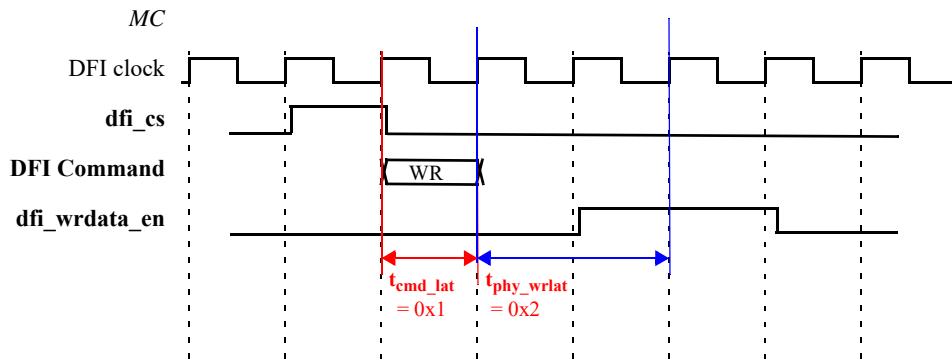 MC
DFI clock
dfi_cs
DFI Command
WR
dfi_wrdata_en
tcmd_lat
= 0x1
tphy_wrlat
= 0x2